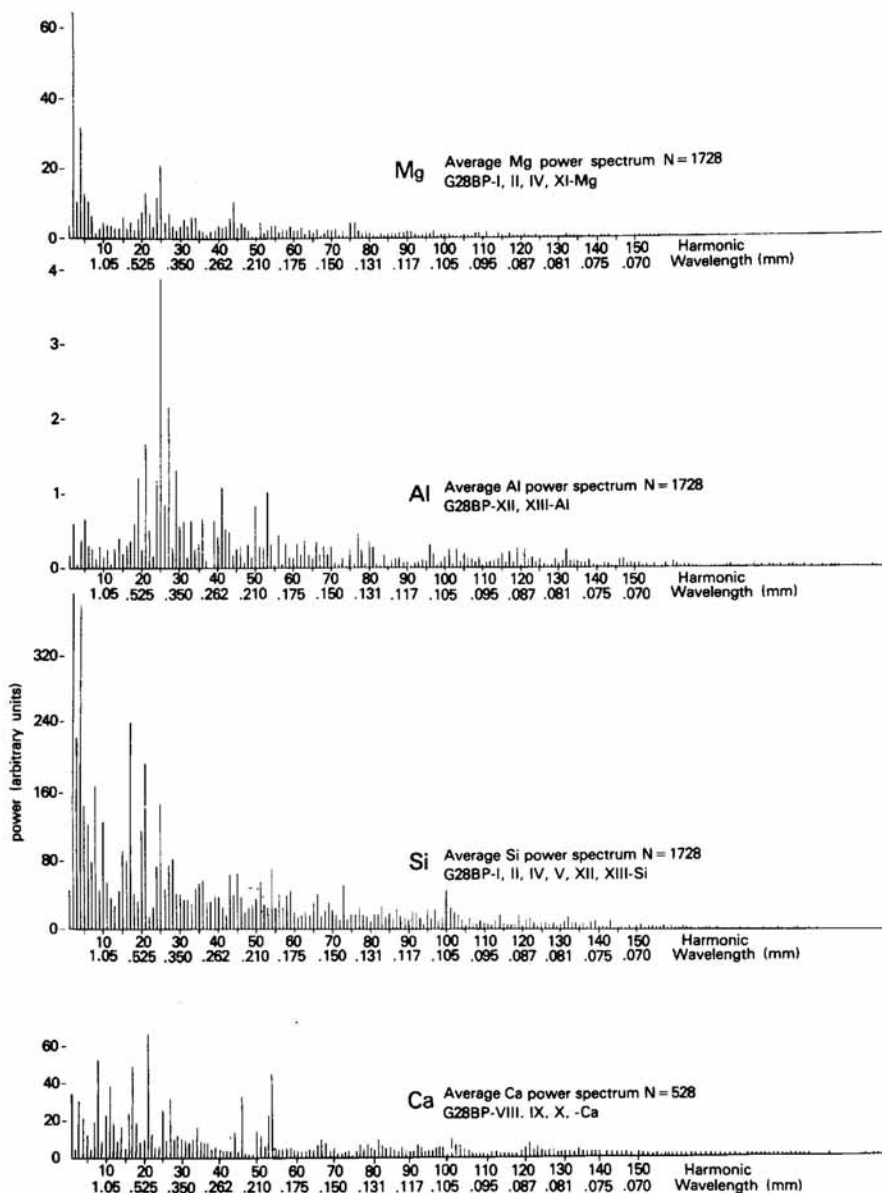 60-
40-
20-
0-
Mg Average Mg power spectrum N = 1728
G28BP-I, II, IV, XI-Mg
10 20 30 40 50 60 70 80 90 100 110 120 130 140 150 Harmonic
1.05 .525 .350 .262 .210 .175 .150 .131 .117 .105 .095 .087 .081 .075 .070 Wavelength (mm)
4-
3-
2-
1-
0-
Al Average Al power spectrum N = 1728
G28BP-XII, XIII-Al
10 20 30 40 50 60 70 80 90 100 110 120 130 140 150 Harmonic
1.05 .525 .350 .262 .210 .175 .150 .131 .117 .105 .095 .087 .081 .075 .070 Wavelength (mm)
power (arbitrary units)
320-
240-
160-
80-
0-
Si Average Si power spectrum N = 1728
G28BP-I, II, IV, V, XII, XIII-Si
10 20 30 40 50 60 70 80 90 100 110 120 130 140 150 Harmonic
1.05 .525 .350 .262 .210 .175 .150 .131 .117 .105 .095 .087 .081 .075 .070 Wavelength (mm)
60-
40-
20-
0-
Ca Average Ca power spectrum N = 528
G28BP-VIII. IX, X, -Ca
10 20 30 40 50 60 70 80 90 100 110 120 130 140 150 Harmonic
1.05 .525 .350 .262 .210 .175 .150 .131 .117 .105 .095 .087 .081 .075 .070 Wavelength (mm)